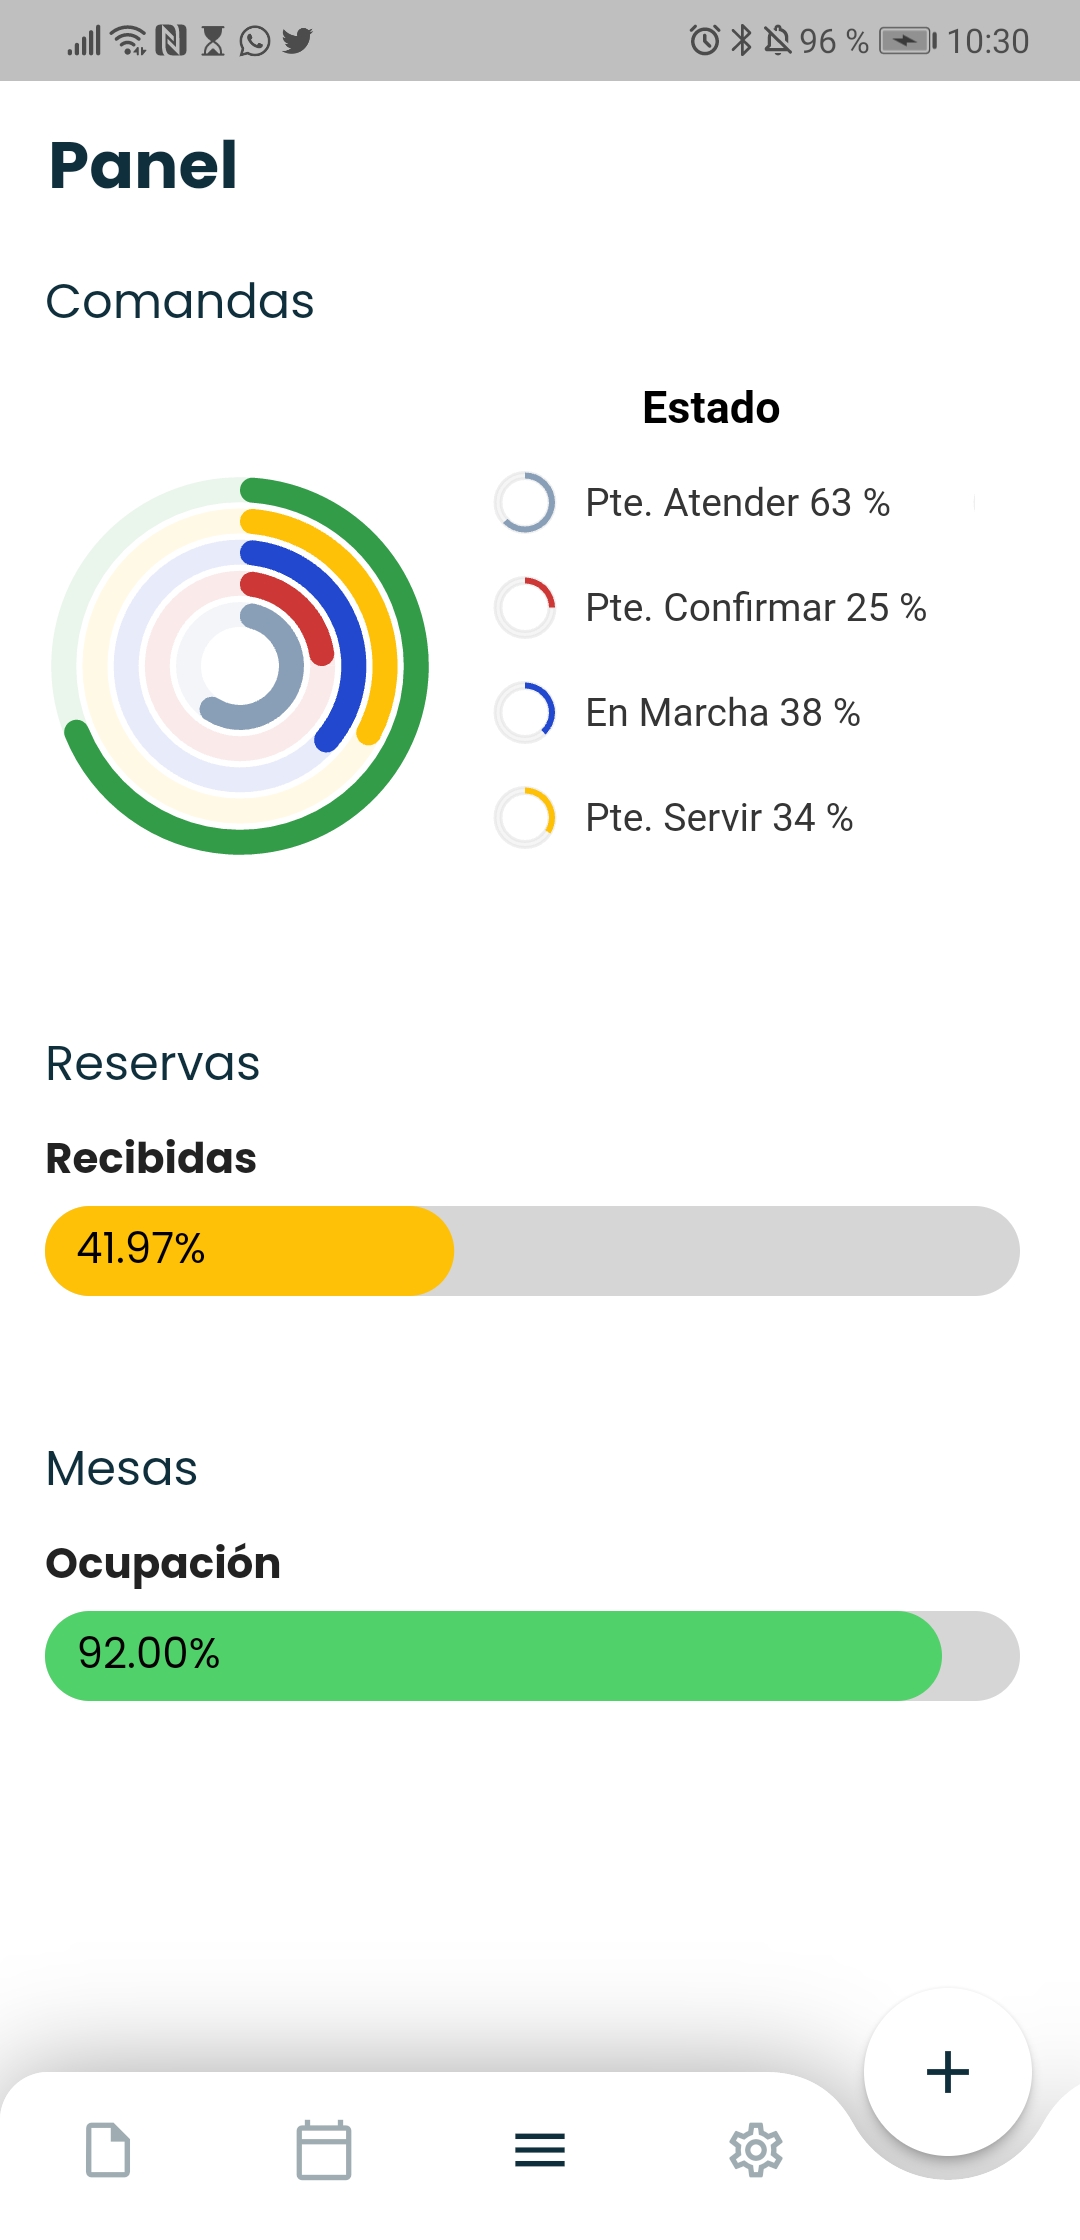 96 % 10:30
Panel
Comandas
Estado
Pte. Atender 63 %
Pte. Confirmar 25 %
En Marcha 38 %
Pte. Servir 34 %
Reservas
Recibidas
41.97%
Mesas
Ocupación
92.00%